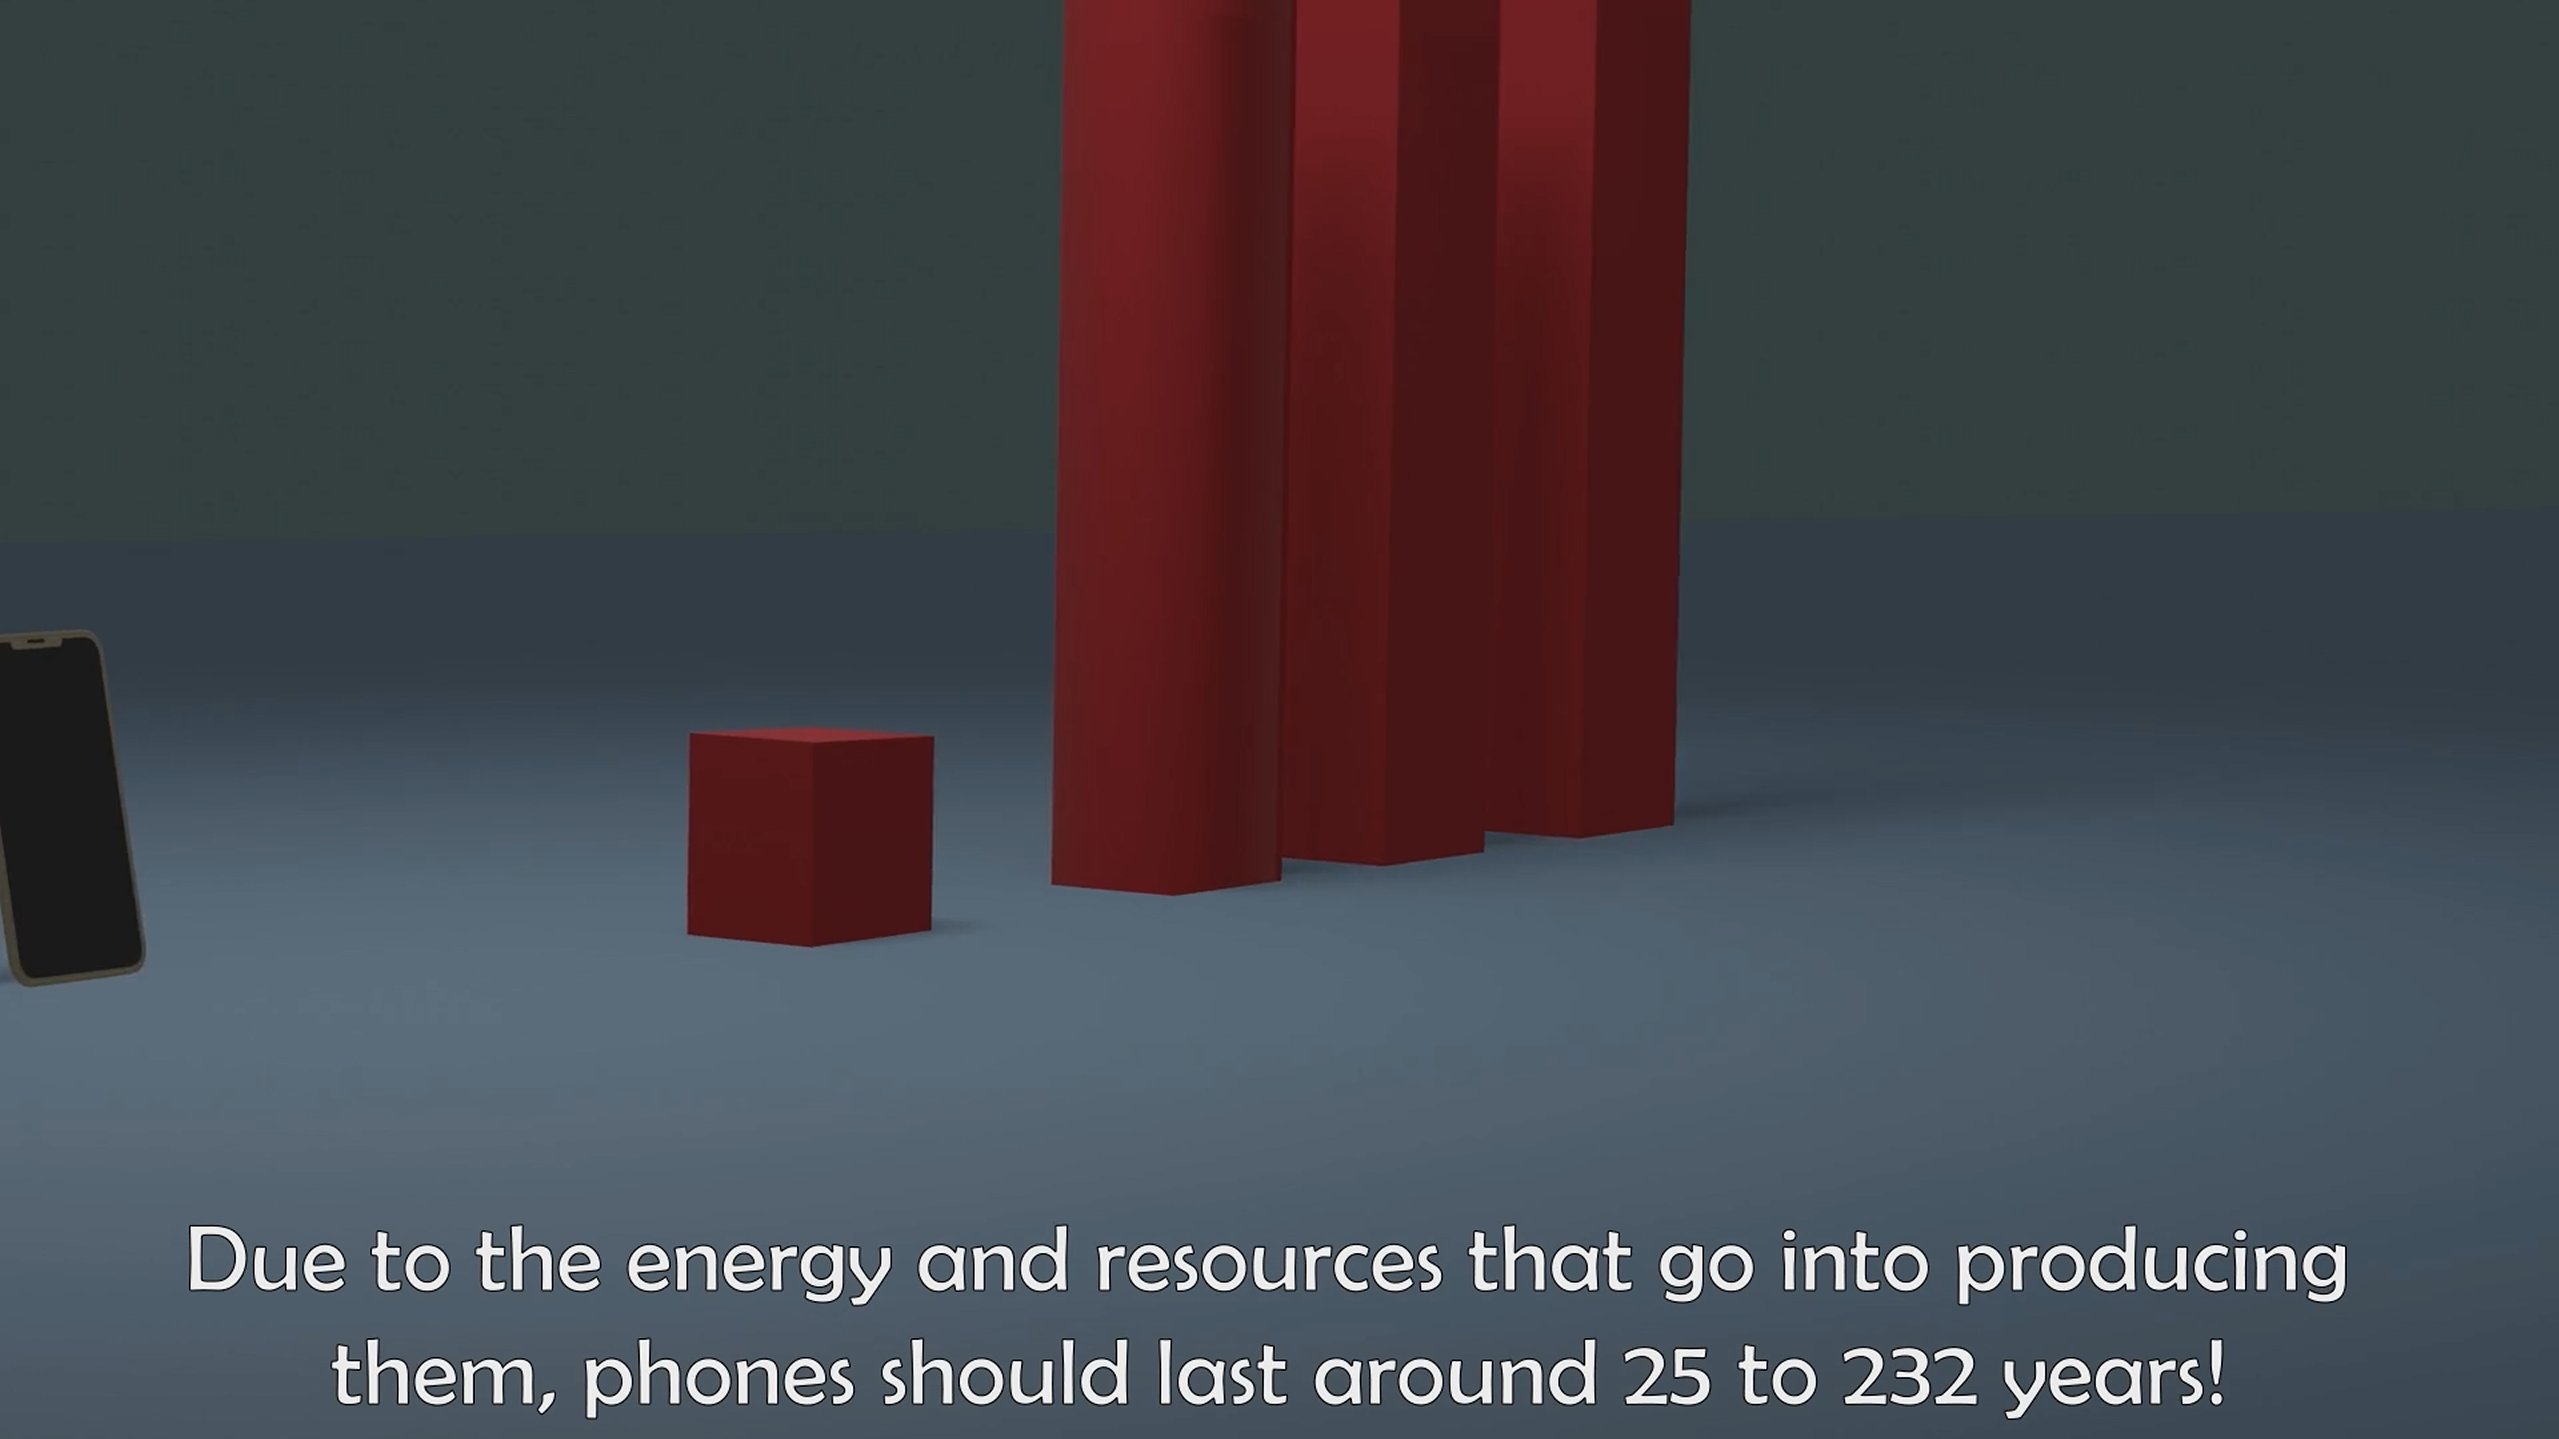 Due to the energy and resources that go into producing
them, phones should last around 25 to 232 years!